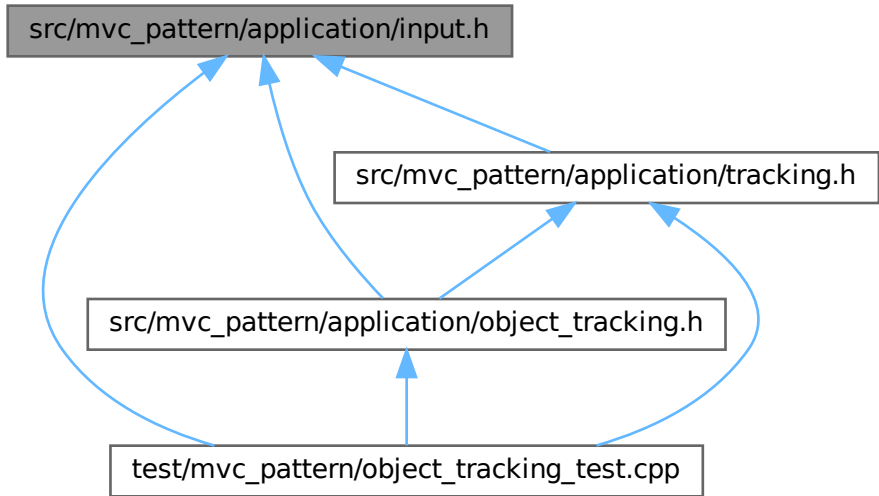 src/mvc_pattern/application/input.h
src/mvc_pattern/application/tracking.h
src/mvc_pattern/application/object_tracking.h
test/mvc_pattern/object_tracking_test.cpp